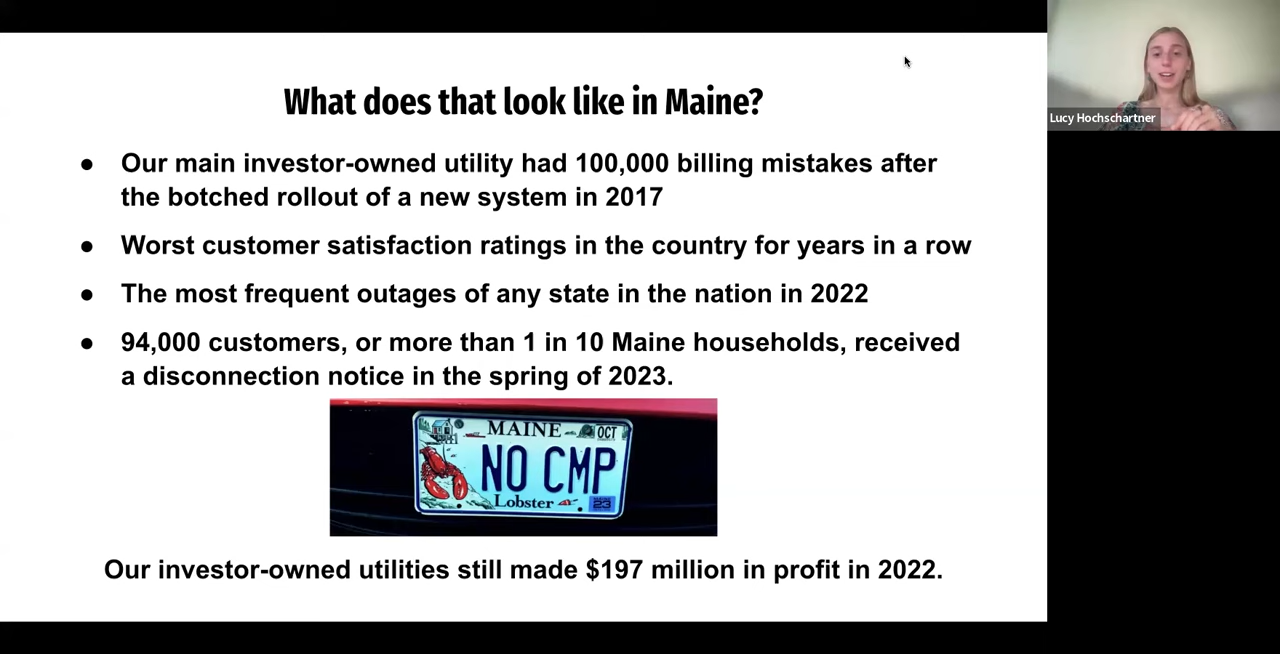 What does that look like in Maine?
Lucy Hochschartner
● Our main investor-owned utility had 100,000 billing mistakes after
the botched rollout of a new system in 2017
● Worst customer satisfaction ratings in the country for years in a row
● The most frequent outages of any state in the nation in 2022
● 94,000 customers, or more than 1 in 10 Maine households, received
a disconnection notice in the spring of 2023.
MAINE OCT
NO CMP
Lobster 23
Our investor-owned utilities still made $197 million in profit in 2022.